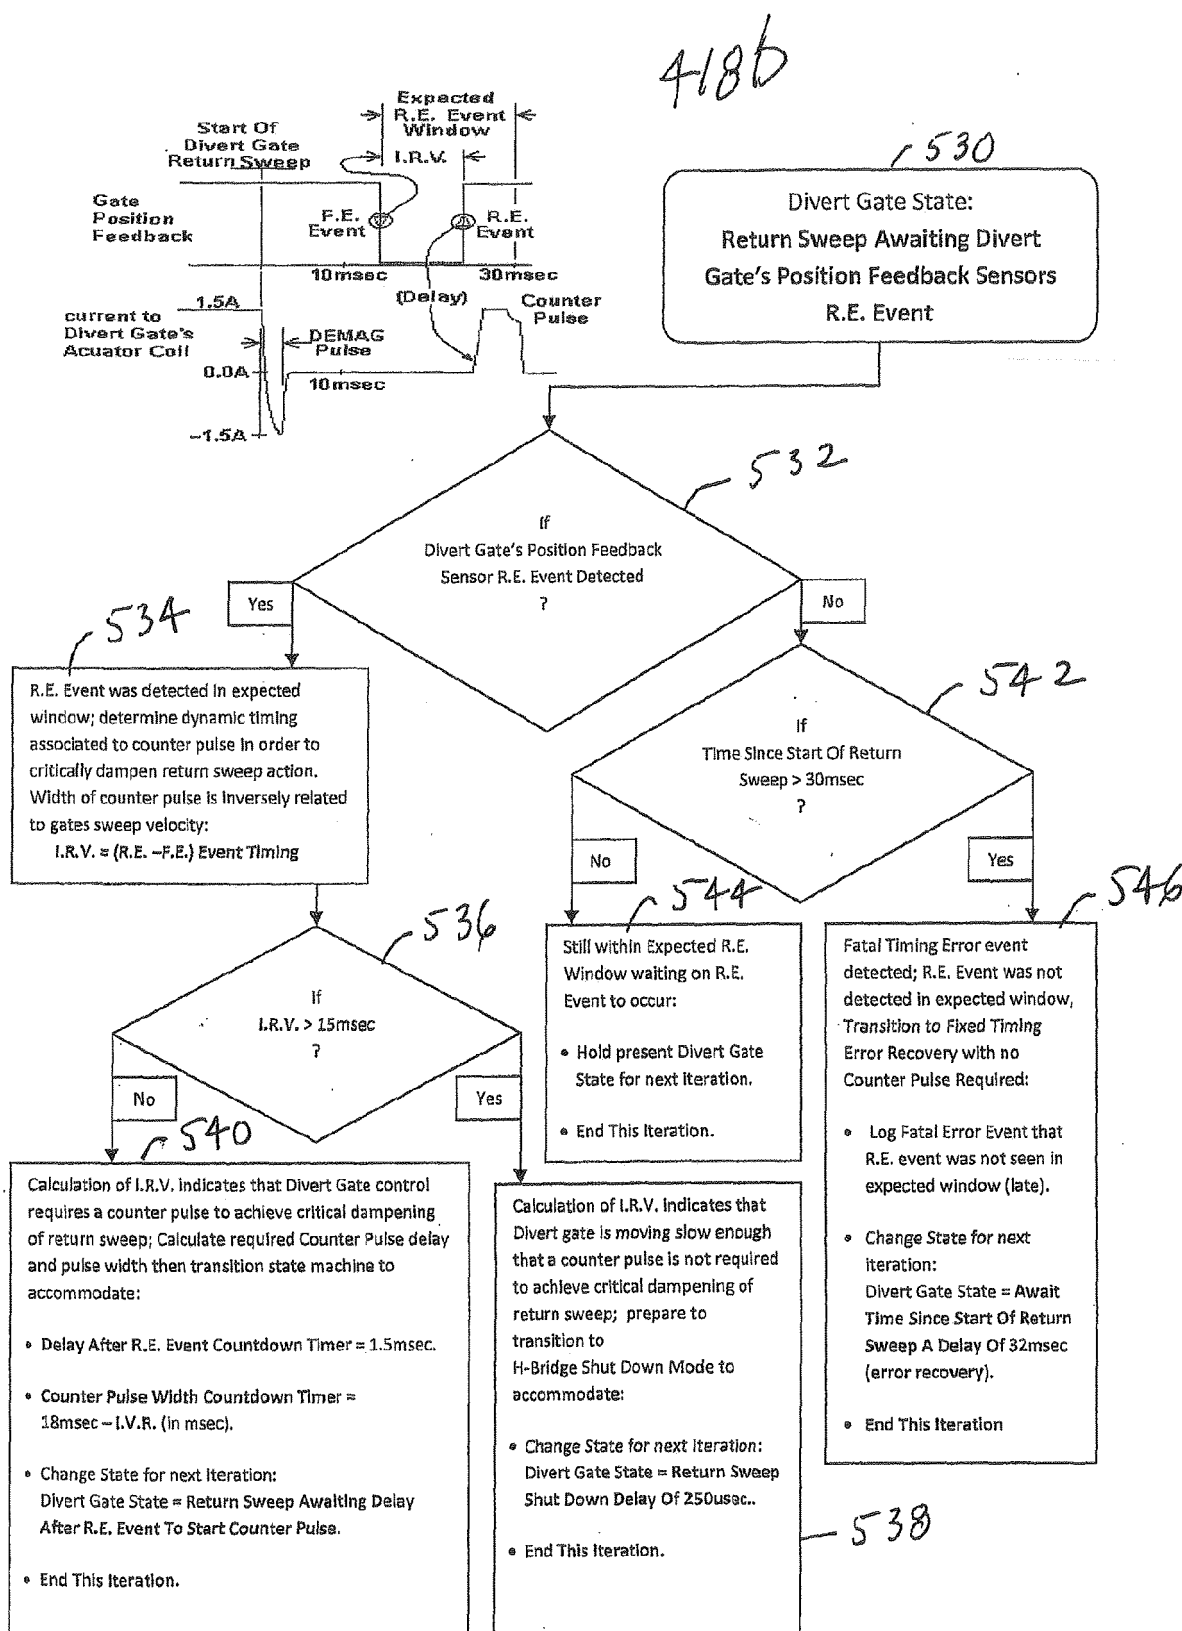 418b
Expected
R.E. Event
Window
Start Of
Divert Gate
Return Sweep
I.R.V.
Gate
Position
Feedback
F.E.
Event
R.E.
Event
10msec
30msec
(Delay)
Counter
Pulse
1.5A
current to
Divert Gate's
Acuator Coil
DEMAG
Pulse
0.0A
10msec
-1.5A
530
Divert Gate State:
Return Sweep Awaiting Divert
Gate's Position Feedback Sensors
R.E. Event
532
If
Divert Gate's Position Feedback
Sensor R.E. Event Detected
?
Yes
No
534
R.E. Event was detected in expected
window; determine dynamic timing
associated to counter pulse in order to
critically dampen return sweep action.
Width of counter pulse is inversely related
to gates sweep velocity:
I.R.V. = (R.E. –F.E.) Event Timing
542
If
Time Since Start Of Return
Sweep > 30msec
?
No
Yes
536
If
I.R.V. > 15msec
?
No
Yes
544
Still within Expected R.E.
Window waiting on R.E.
Event to occur:
• Hold present Divert Gate
State for next iteration.
• End This Iteration.
546
Fatal Timing Error event
detected; R.E. Event was not
detected in expected window,
Transition to Fixed Timing
Error Recovery with no
Counter Pulse Required:
• Log Fatal Error Event that
R.E. event was not seen in
expected window (late).
• Change State for next
iteration:
Divert Gate State = Await
Time Since Start Of Return
Sweep A Delay Of 32msec
(error recovery).
• End This Iteration
540
Calculation of I.R.V. indicates that Divert Gate control
requires a counter pulse to achieve critical dampening
of return sweep; Calculate required Counter Pulse delay
and pulse width then transition state machine to
accommodate:
• Delay After R.E. Event Countdown Timer = 1.5msec.
• Counter Pulse Width Countdown Timer =
18msec – I.V.R. (in msec).
• Change State for next Iteration:
Divert Gate State = Return Sweep Awaiting Delay
After R.E. Event To Start Counter Pulse.
• End This Iteration.
Calculation of I.R.V. indicates that
Divert gate is moving slow enough
that a counter pulse is not required
to achieve critical dampening of
return sweep; prepare to
transition to
H-Bridge Shut Down Mode to
accommodate:
• Change State for next Iteration:
Divert Gate State = Return Sweep
Shut Down Delay Of 250usec..
• End This Iteration.
538